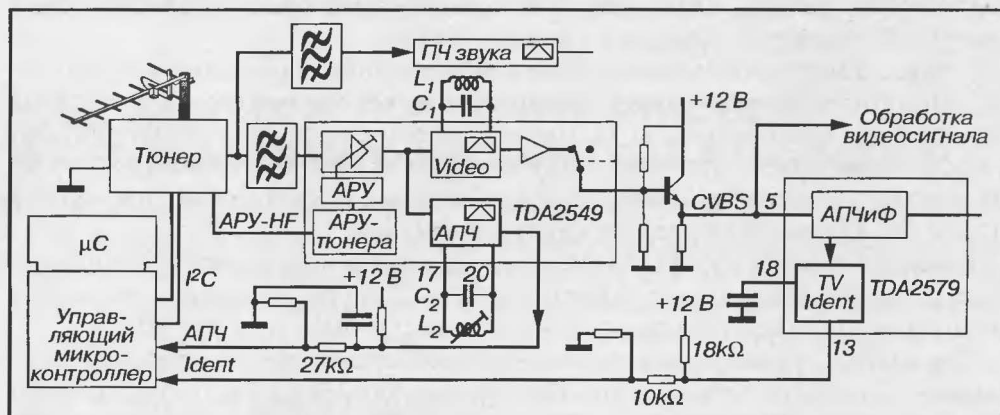 ПЧ звука
L1
C1
+12 В
Обработка
видеосигнала
Тюнер
Video
АРУ
АРУ-HF
АРУ-
тюнера
АПЧ
TDA2549
CVBS 5
АПЧиФ
μC
I²C
+12 В
17
20
C2
L2
18
+12 В
TV
Ident
TDA2579
13
Управ-
ляющий
микро-
контроллер
АПЧ
Ident
27kΩ
18kΩ
10kΩ